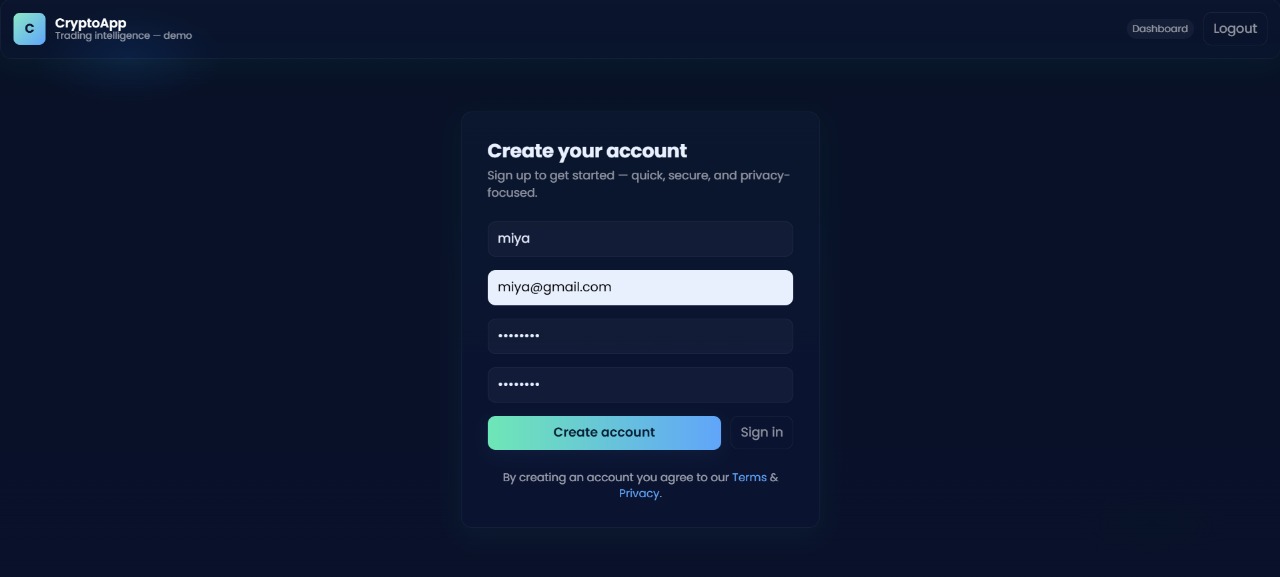 C
CryptoApp
Trading intelligence — demo
Dashboard
Logout
Create your account
Sign up to get started — quick, secure, and privacy-
focused.
miya
miya@gmail.com
••••••••
••••••••
Create account
Sign in
By creating an account you agree to our Terms &
Privacy.